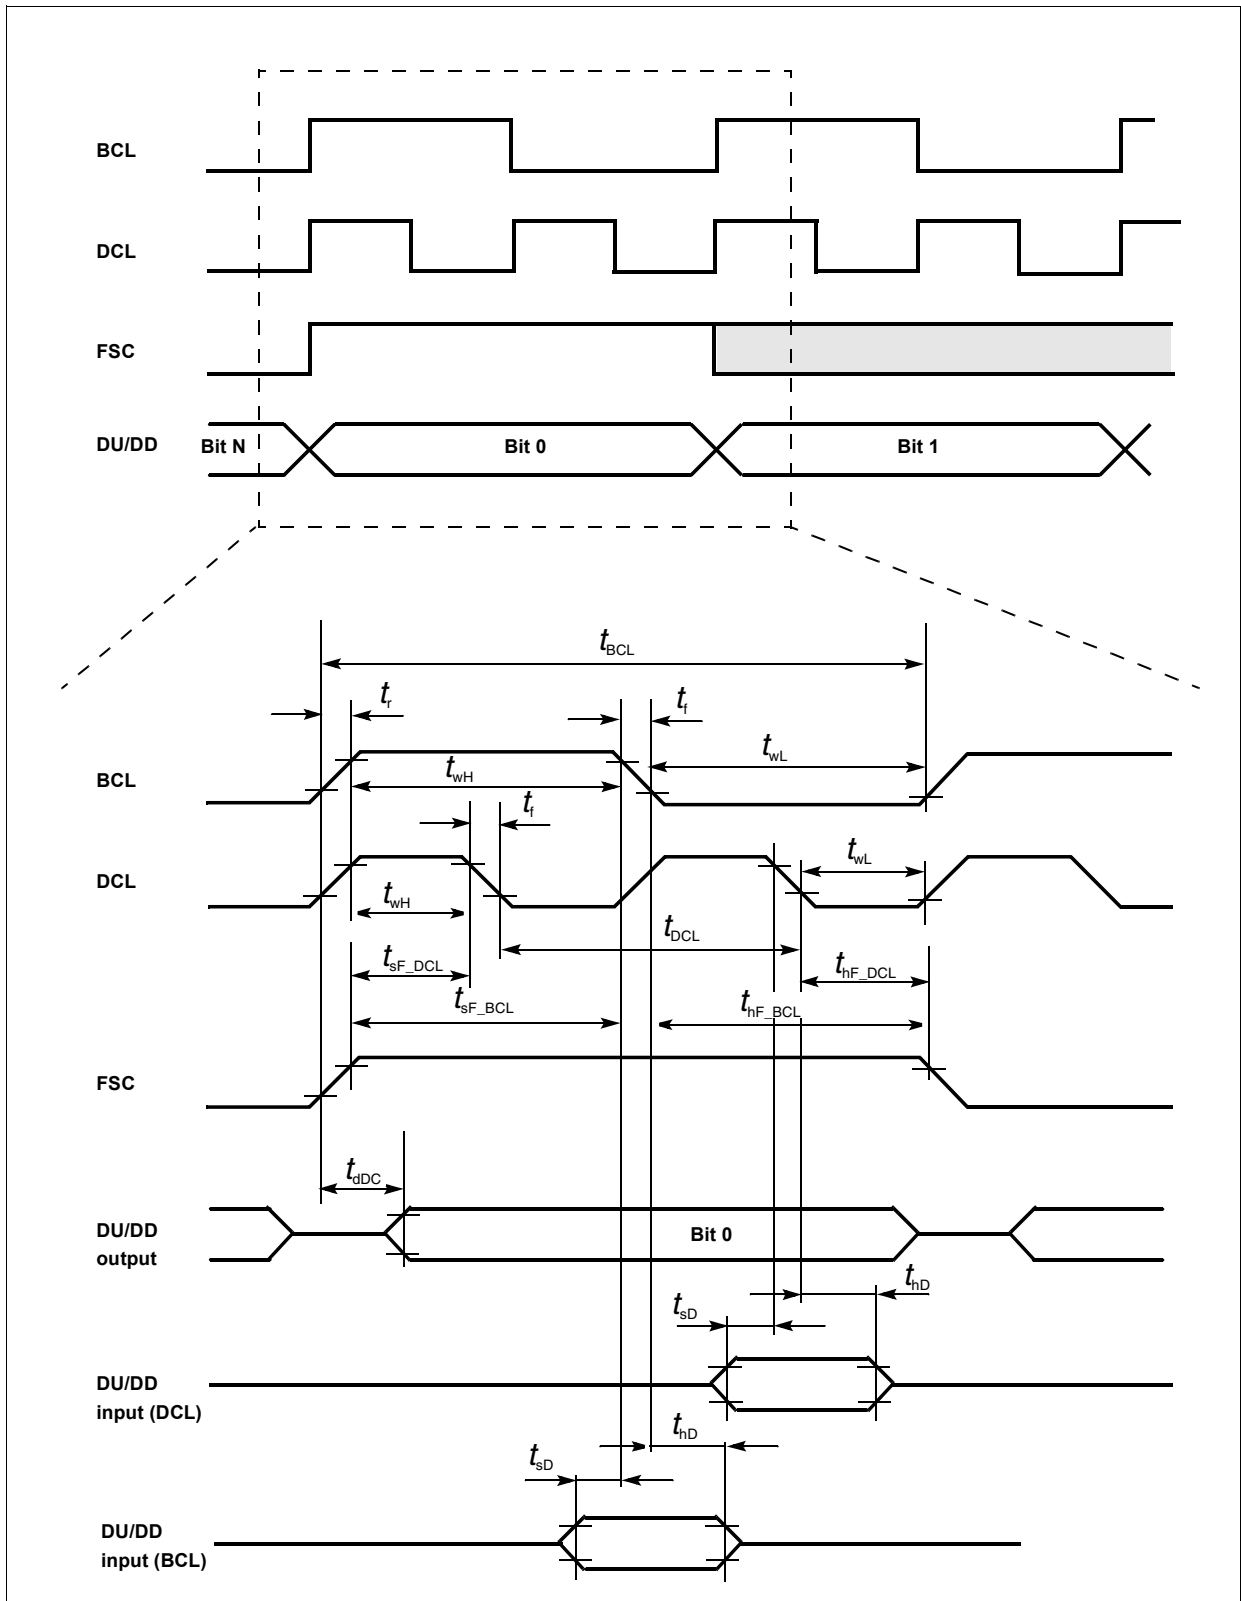 BCL
DCL
FSC
DU/DD Bit N Bit 0 Bit 1
tBCL
tr tf
BCL twH twL
tf
DCL twH twL
tDCL
tsF_DCL thF_DCL
tsF_BCL thF_BCL
FSC
tdDC
DU/DD
output
Bit 0
thD
tsD
DU/DD
input (DCL)
thD
tsD
DU/DD
input (BCL)